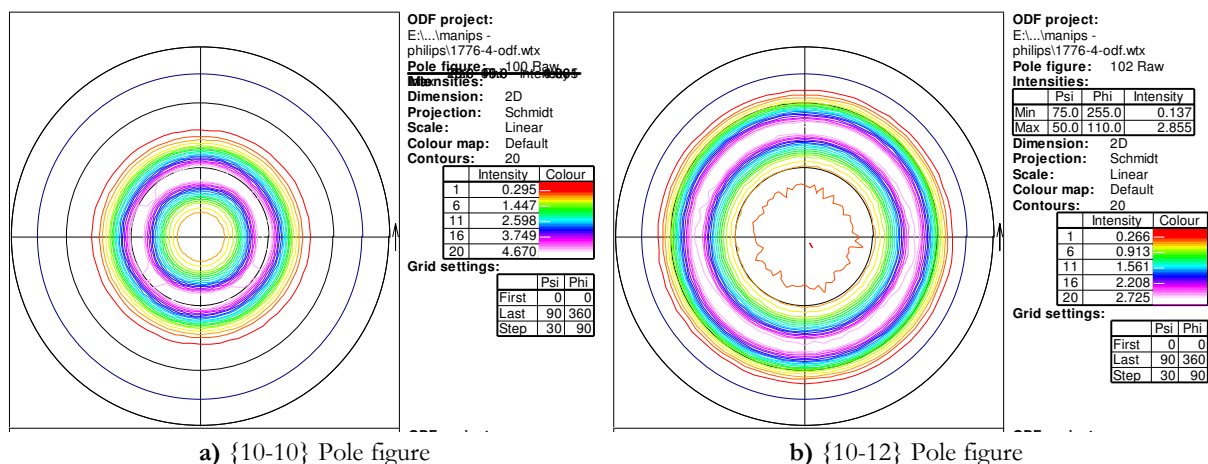 ODF project:
E:\...\manips -
philips\1776-4-odf.wtx
Pole figure: 100 Raw
Intensities:
Dimension: 2D
Projection: Schmidt
Scale: Linear
Colour map: Default
Contours: 20
Intensity Colour
1 0.295
6 1.447
11 2.598
16 3.749
20 4.670
Grid settings:
Psi Phi
First 0 0
Last 90 360
Step 30 90
a) {10-10} Pole figure
ODF project:
E:\...\manips -
philips\1776-4-odf.wtx
Pole figure: 102 Raw
Intensities:
Psi Phi Intensity
Min 75.0 255.0 0.137
Max 50.0 110.0 2.855
Dimension: 2D
Projection: Schmidt
Scale: Linear
Colour map: Default
Contours: 20
Intensity Colour
1 0.266
6 0.913
11 1.561
16 2.208
20 2.725
Grid settings:
Psi Phi
First 0 0
Last 90 360
Step 30 90
b) {10-12} Pole figure